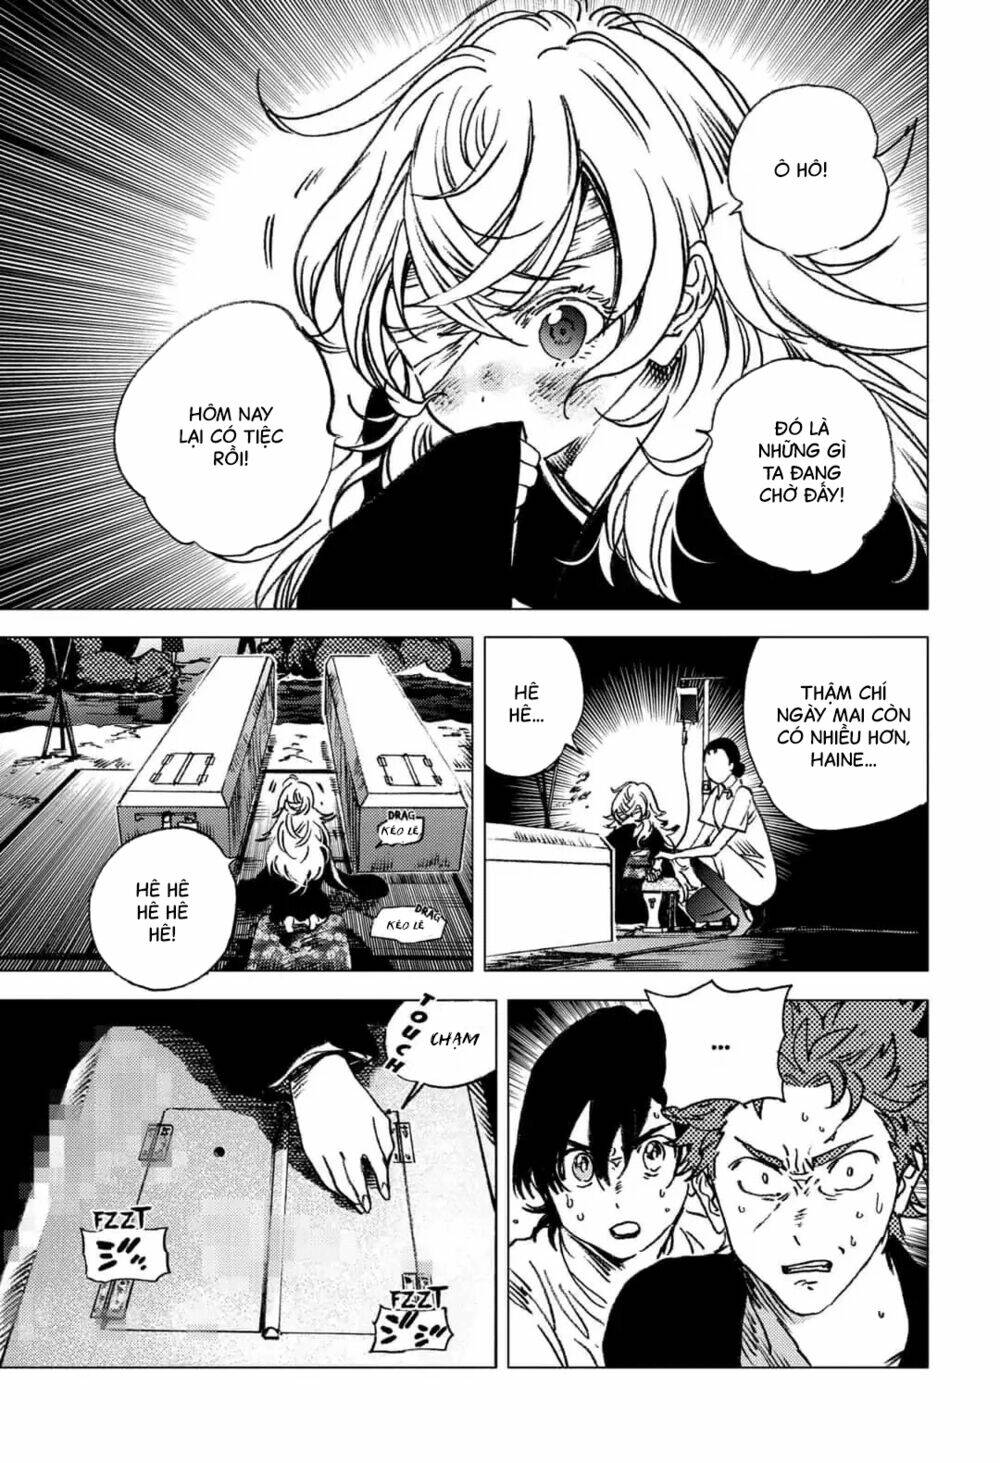 Ô HÔ!
ĐÓ LÀ
NHỮNG GÌ
TA ĐANG
CHỜ ĐẤY!
HÔM NAY
LẠI CÓ TIỆC
RỒI!
THẬM CHÍ
NGÀY MAI CÒN
CÓ NHIỀU HƠN,
HAINE...
HÊ
HÊ...
DRAG
KÉO LÊ
DRAG
KÉO LÊ
HÊ HÊ
HÊ HÊ
HÊ!
...
TOUCH
CHẠM
FZZT
FZZT